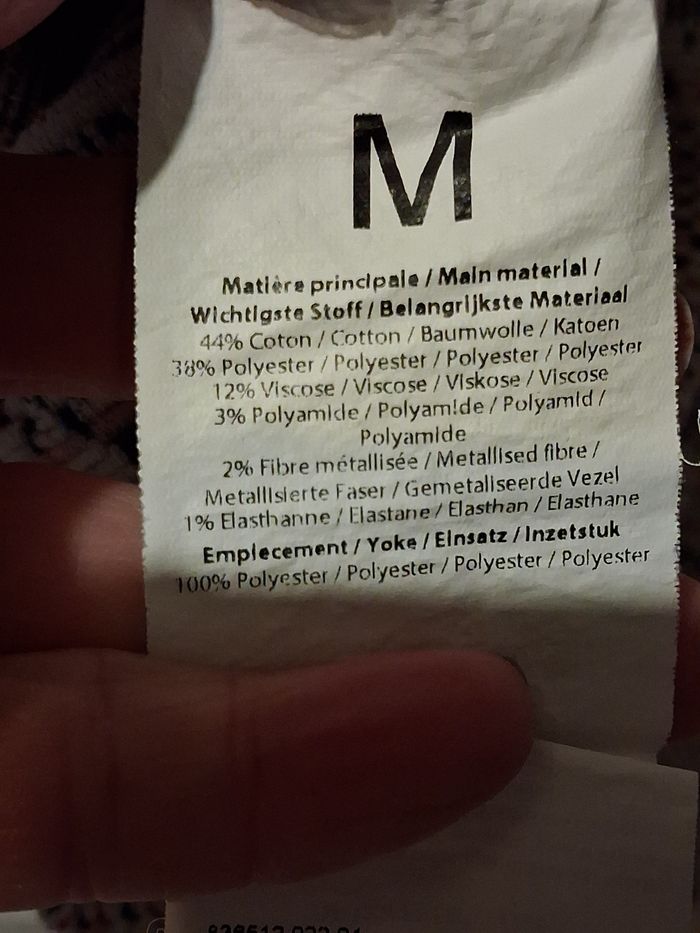 M
Matière principale / Main material /
Wichtigste Stoff / Belangrijkste Materiaal
44% Coton / Cotton / Baumwolle / Katoen
38% Polyester / Polyester / Polyester / Polyester
12% Viscose / Viscose / Viskose / Viscose
3% Polyamide / Polyamide / Polyamid /
Polyamide
2% Fibre métallisée / Metallised fibre /
Metallisierte Faser / Gemetaliseerde Vezel
1% Elasthanne / Elastane / Elasthan / Elasthane
Emplecement / Yoke / Einsatz / Inzetstuk
100% Polyester / Polyester / Polyester / Polyester